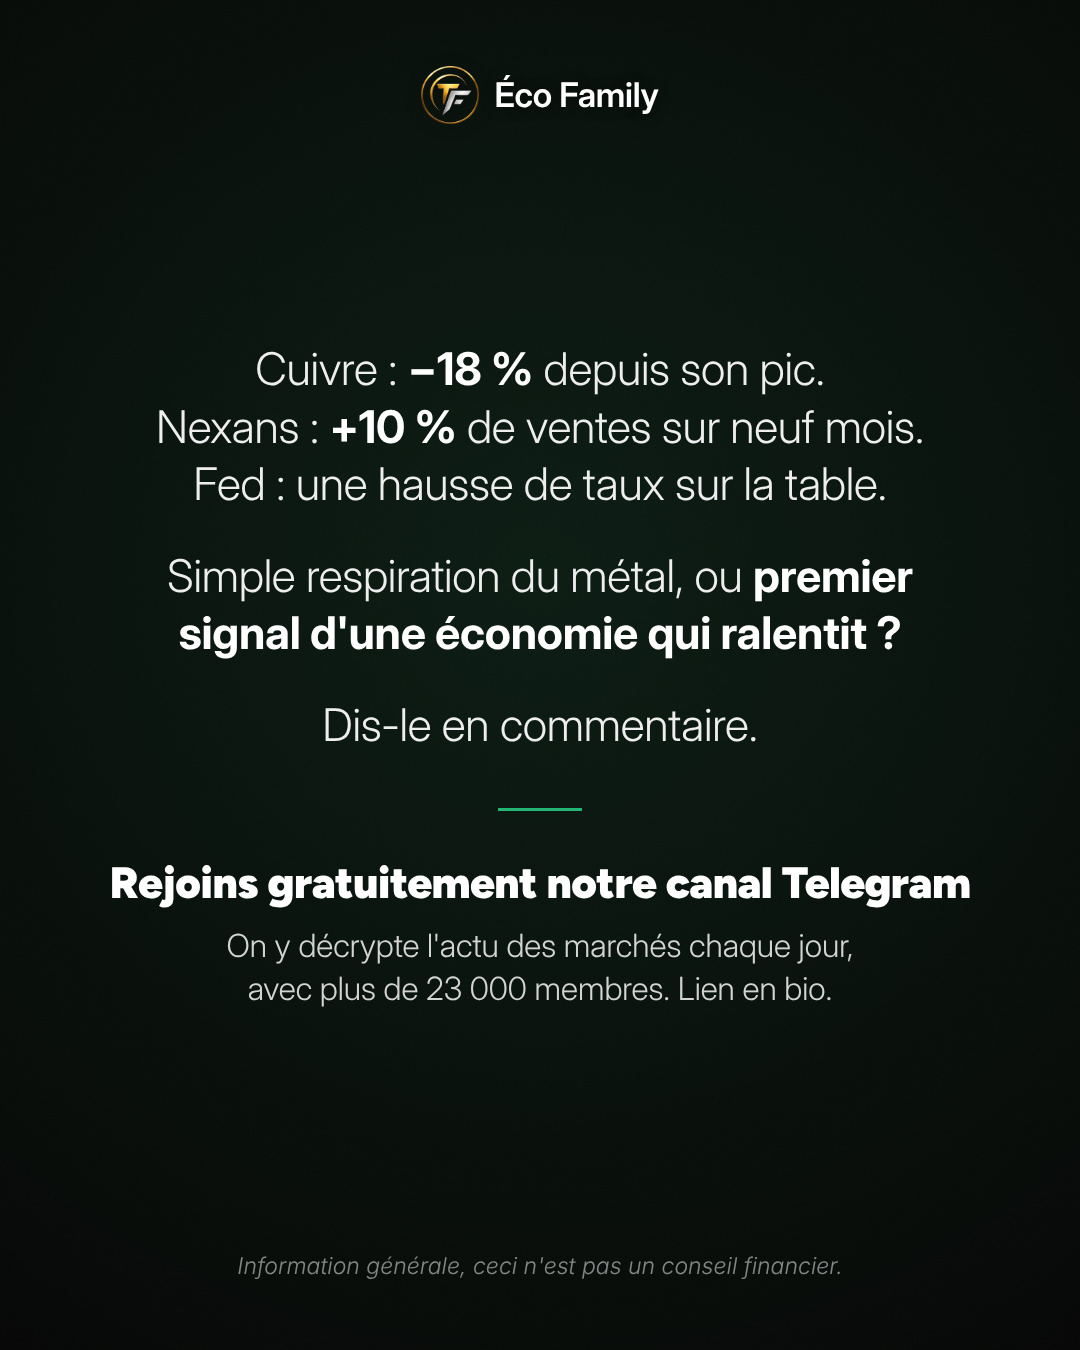 TF Éco Family
Cuivre : −18 % depuis son pic.
Nexans : +10 % de ventes sur neuf mois.
Fed : une hausse de taux sur la table.
Simple respiration du métal, ou premier
signal d'une économie qui ralentit ?
Dis-le en commentaire.
Rejoins gratuitement notre canal Telegram
On y décrypte l'actu des marchés chaque jour,
avec plus de 23 000 membres. Lien en bio.
Information générale, ceci n'est pas un conseil financier.